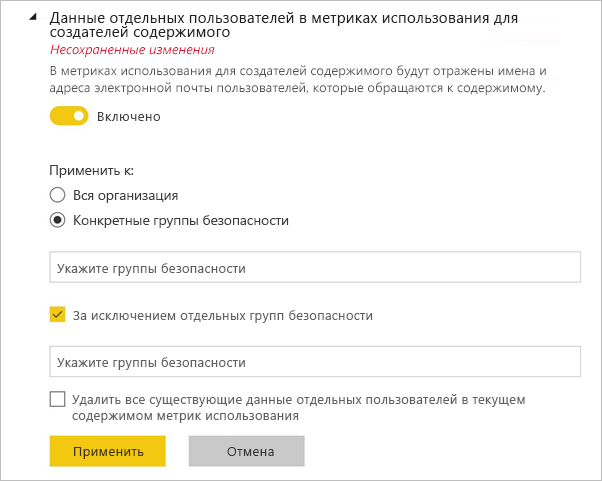 Данные отдельных пользователей в метриках использования для
создателей содержимого
Несохраненные изменения
В метриках использования для создателей содержимого будут отражены имена и
адреса электронной почты пользователей, которые обращаются к содержимому.
Включено
Применить к:
Вся организация
Конкретные группы безопасности
Укажите группы безопасности
За исключением отдельных групп безопасности
Укажите группы безопасности
Удалить все существующие данные отдельных пользователей в текущем
содержимом метрик использования
Применить
Отмена